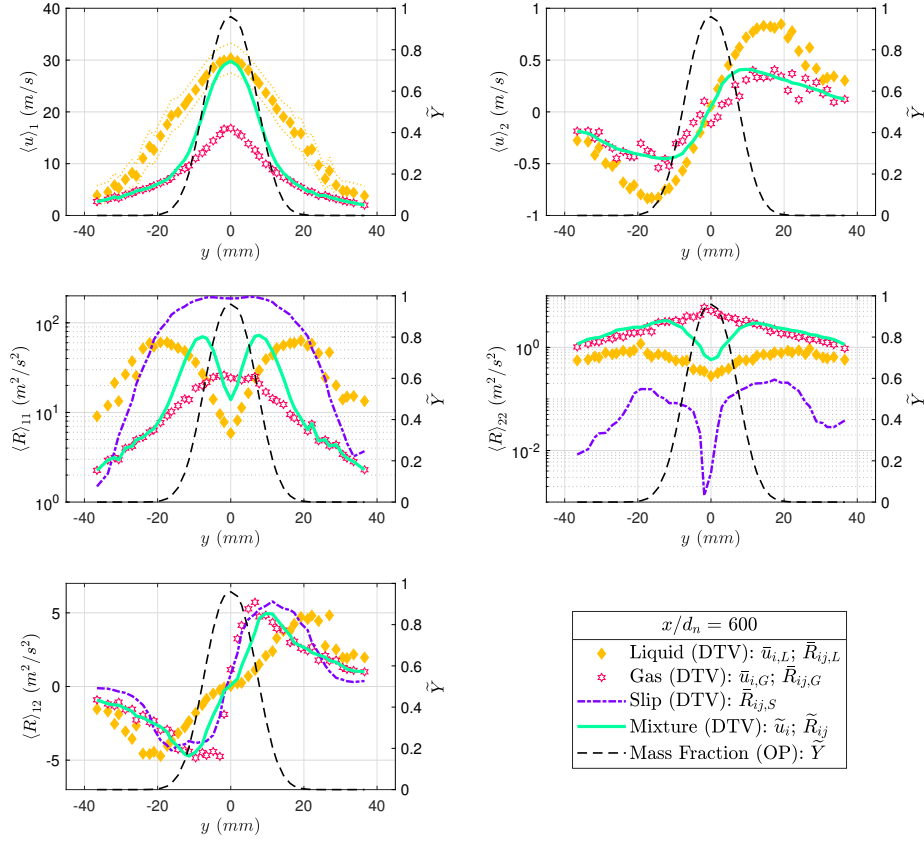 40
30
20
10
0
⟨u⟩₁ (m/s)
1
0.8
0.6
0.4
0.2
0
Ỹ
-40 -20 0 20 40
y (mm)
1
0.5
0
-0.5
-1
⟨u⟩₂ (m/s)
1
0.8
0.6
0.4
0.2
0
Ỹ
-40 -20 0 20 40
y (mm)
10²
10¹
10⁰
⟨R⟩₁₁ (m²/s²)
1
0.8
0.6
0.4
0.2
0
Ỹ
-40 -20 0 20 40
y (mm)
10⁰
10⁻²
⟨R⟩₂₂ (m²/s²)
1
0.8
0.6
0.4
0.2
0
Ỹ
-40 -20 0 20 40
y (mm)
5
0
-5
⟨R⟩₁₂ (m²/s²)
1
0.8
0.6
0.4
0.2
0
Ỹ
-40 -20 0 20 40
y (mm)
x/dₙ = 600
Liquid (DTV): ū_{i,L}; R̄_{ij,L}
Gas (DTV): ū_{i,G}; R̄_{ij,G}
Slip (DTV): R̄_{ij,S}
Mixture (DTV): ũ_i; R̃_{ij}
Mass Fraction (OP): Ỹ